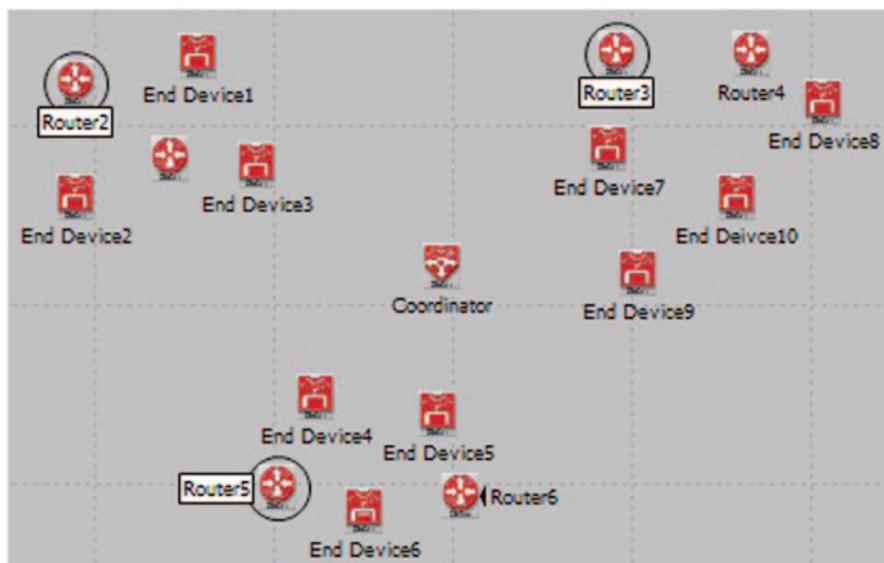 End Device1
Router2
Router3
Router4
End Device8
End Device3
End Device2
End Device7
End Deivce10
Coordinator
End Device9
End Device4
End Device5
Router5
Router6
End Device6